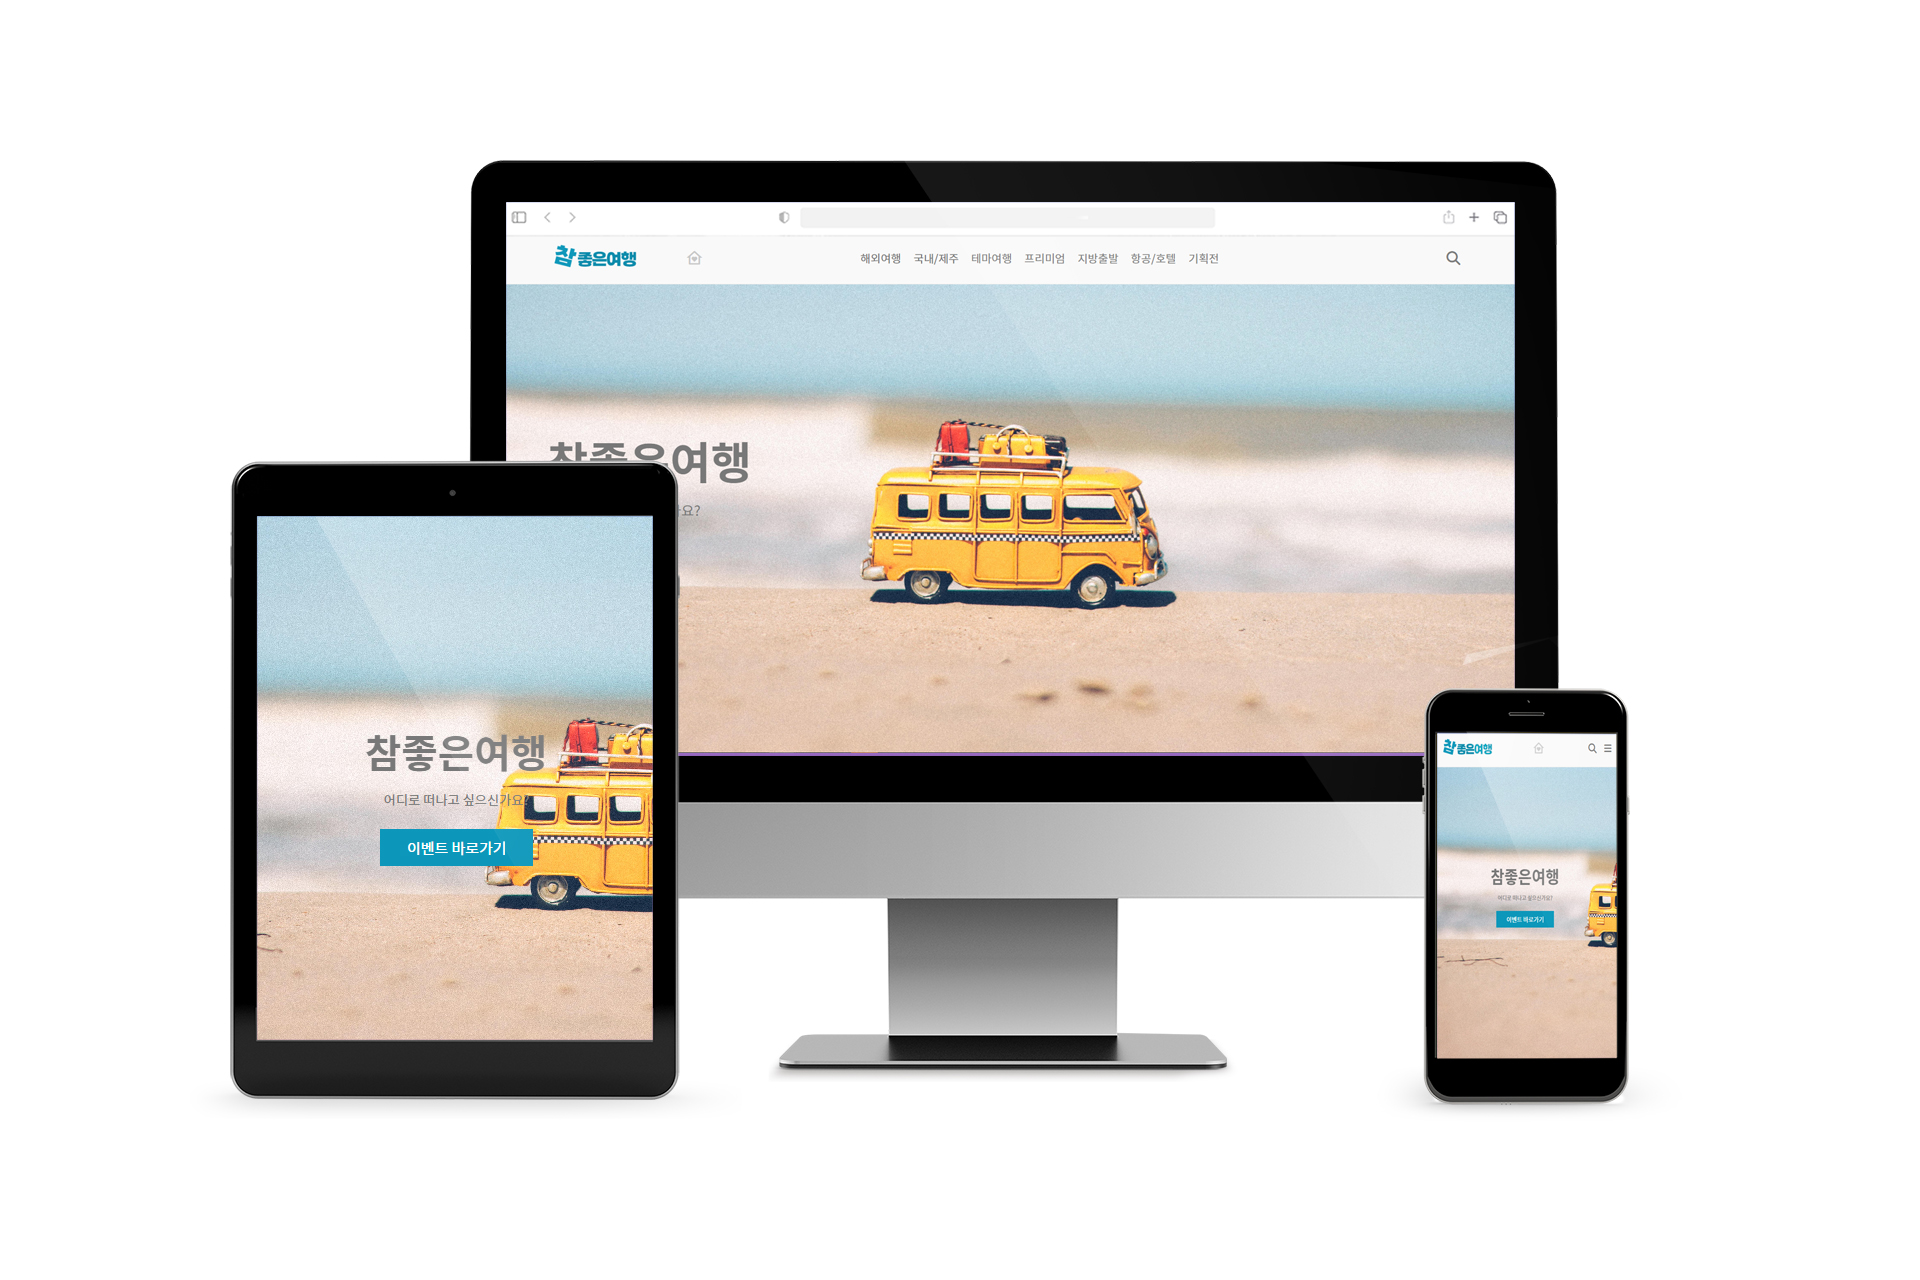 참좋은여행
해외여행 국내/제주 테마여행 프리미엄 지방출발 항공/호텔 기획전
참좋은여행
요?
참좋은여행
어디로 떠나고 싶으신가요?
이벤트 바로가기
참좋은여행
참좋은여행
어디로 떠나고 싶으신가요?
이벤트 바로가기